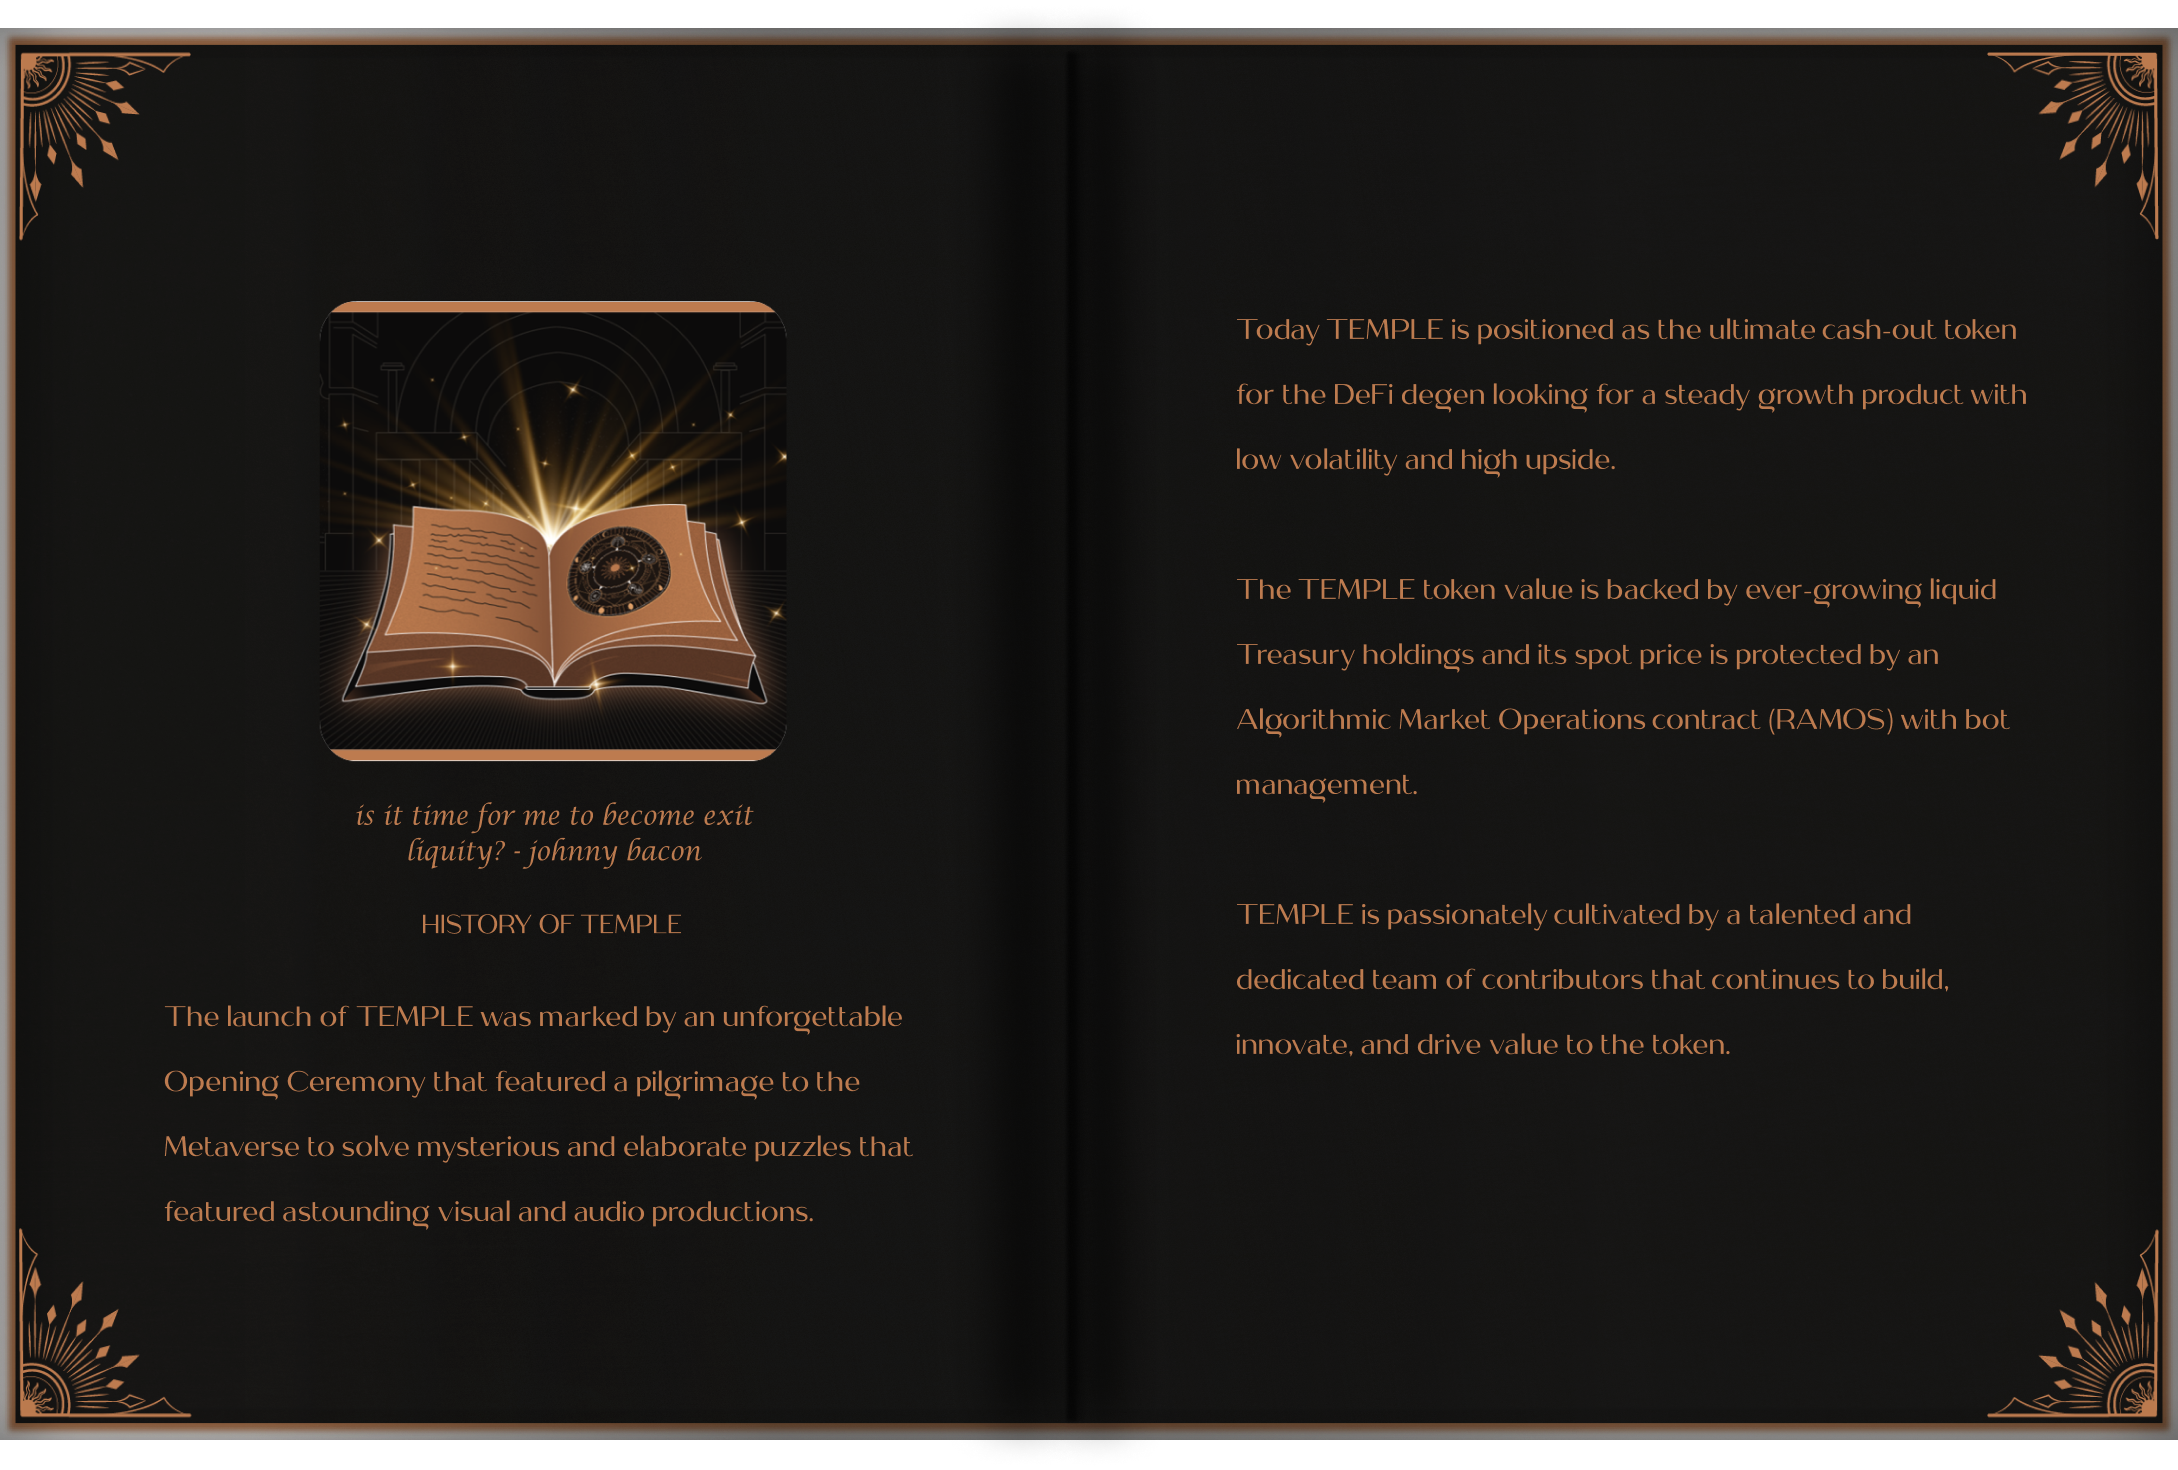 is it time for me to become exit
liquity? - johnny bacon
HISTORY OF TEMPLE
The launch of TEMPLE was marked by an unforgettable
Opening Ceremony that featured a pilgrimage to the
Metaverse to solve mysterious and elaborate puzzles that
featured astounding visual and audio productions.
Today TEMPLE is positioned as the ultimate cash-out token
for the DeFi degen looking for a steady growth product with
low volatility and high upside.
The TEMPLE token value is backed by ever-growing liquid
Treasury holdings and its spot price is protected by an
Algorithmic Market Operations contract (RAMOS) with bot
management.
TEMPLE is passionately cultivated by a talented and
dedicated team of contributors that continues to build,
innovate, and drive value to the token.